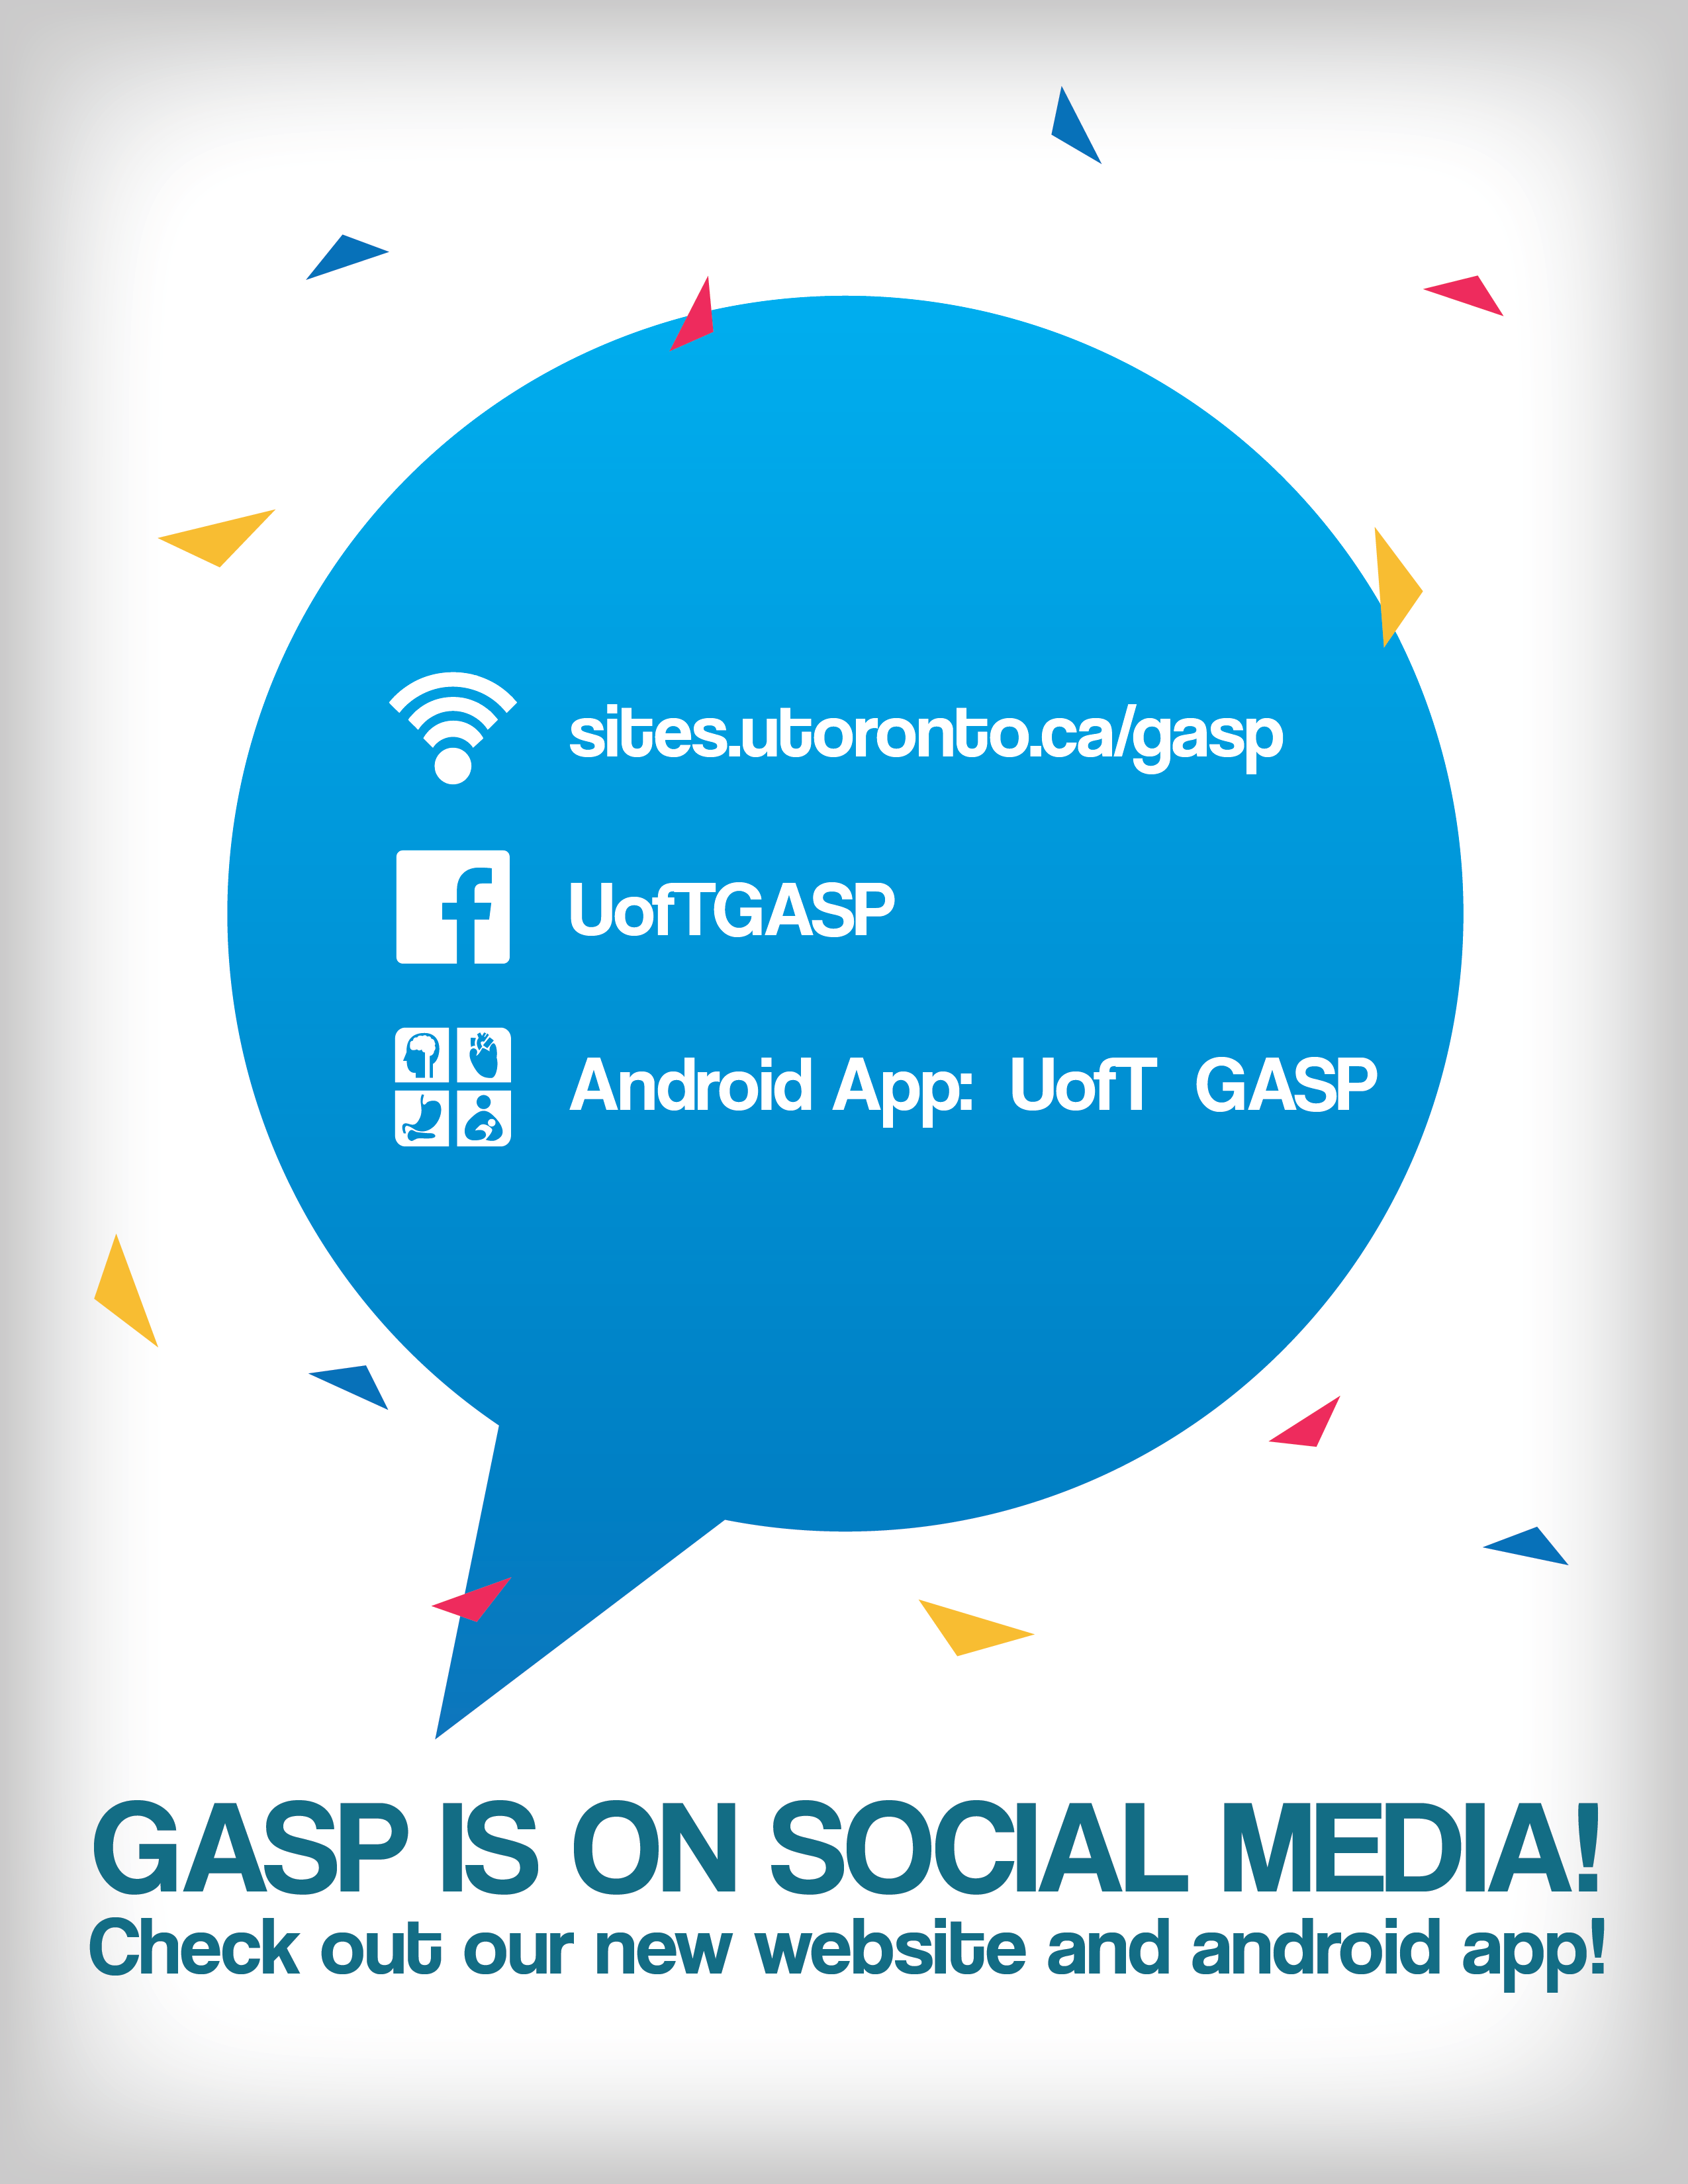 sites.utoronto.ca/gasp
UofTGASP
Android App: UofT GASP
GASP IS ON SOCIAL MEDIA!
Check out our new website and android app!